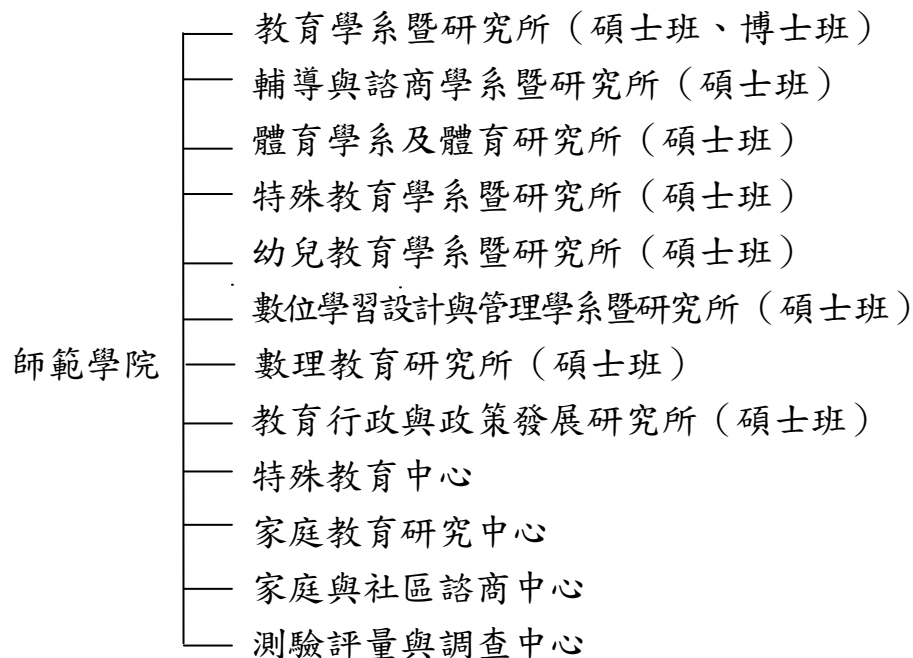 教育學系暨研究所（碩士班、博士班）
輔導與諮商學系暨研究所（碩士班）
體育學系及體育研究所（碩士班）
特殊教育學系暨研究所（碩士班）
幼兒教育學系暨研究所（碩士班）
數位學習設計與管理學系暨研究所（碩士班）
師範學院
數理教育研究所（碩士班）
教育行政與政策發展研究所（碩士班）
特殊教育中心
家庭教育研究中心
家庭與社區諮商中心
測驗評量與調查中心